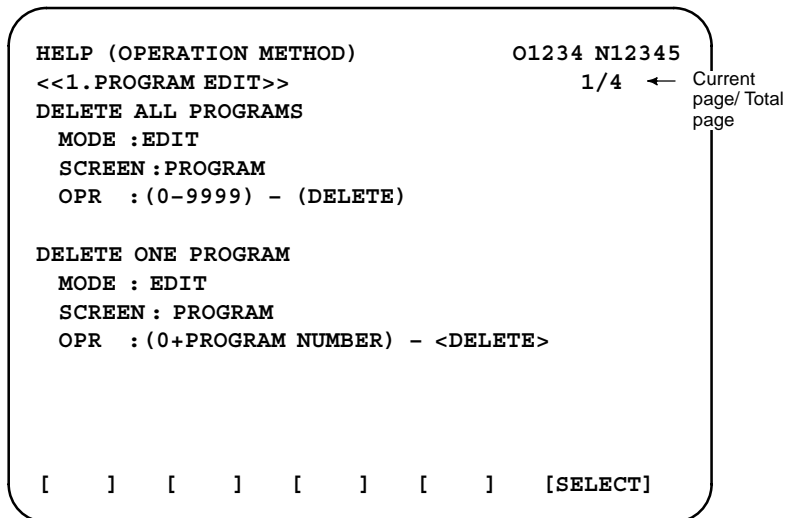 HELP (OPERATION METHOD) O1234 N12345
<<1.PROGRAM EDIT>> 1/4 ← Current page/ Total page
DELETE ALL PROGRAMS
MODE :EDIT
SCREEN :PROGRAM
OPR :(0–9999) – (DELETE)
DELETE ONE PROGRAM
MODE : EDIT
SCREEN : PROGRAM
OPR :(0+PROGRAM NUMBER) – <DELETE>
[ ] [ ] [ ] [ ] [SELECT]